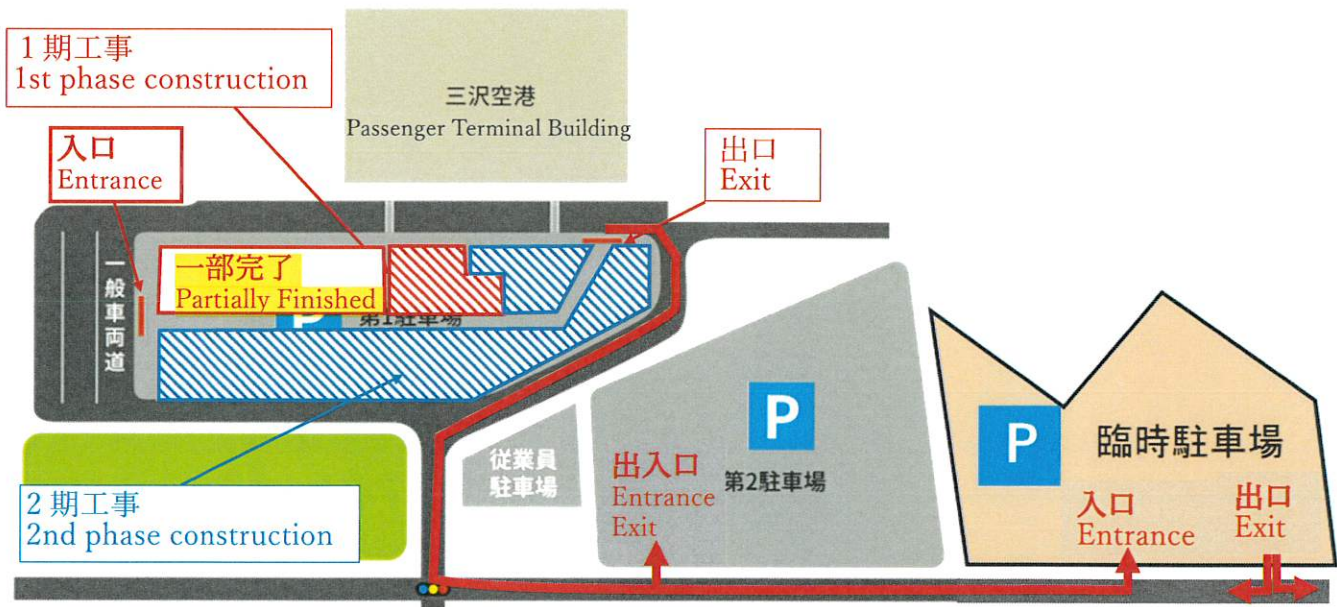 1期工事
1st phase construction
三沢空港
Passenger Terminal Building
入口
Entrance
出口
Exit
一般車両道
一部完了
Partially Finished
P
第1駐車場
P
第2駐車場
従業員
駐車場
出入口
Entrance
Exit
P
臨時駐車場
入口
Entrance
出口
Exit
2期工事
2nd phase construction